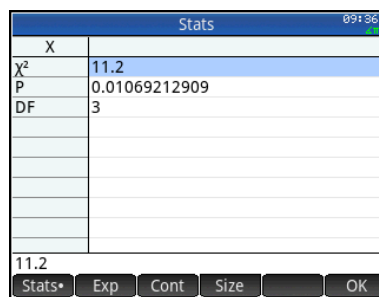 Stats 09:36
∠π
X
χ² 11.2
P 0.01069212909
DF 3
11.2
Stats• Exp Cont Size OK